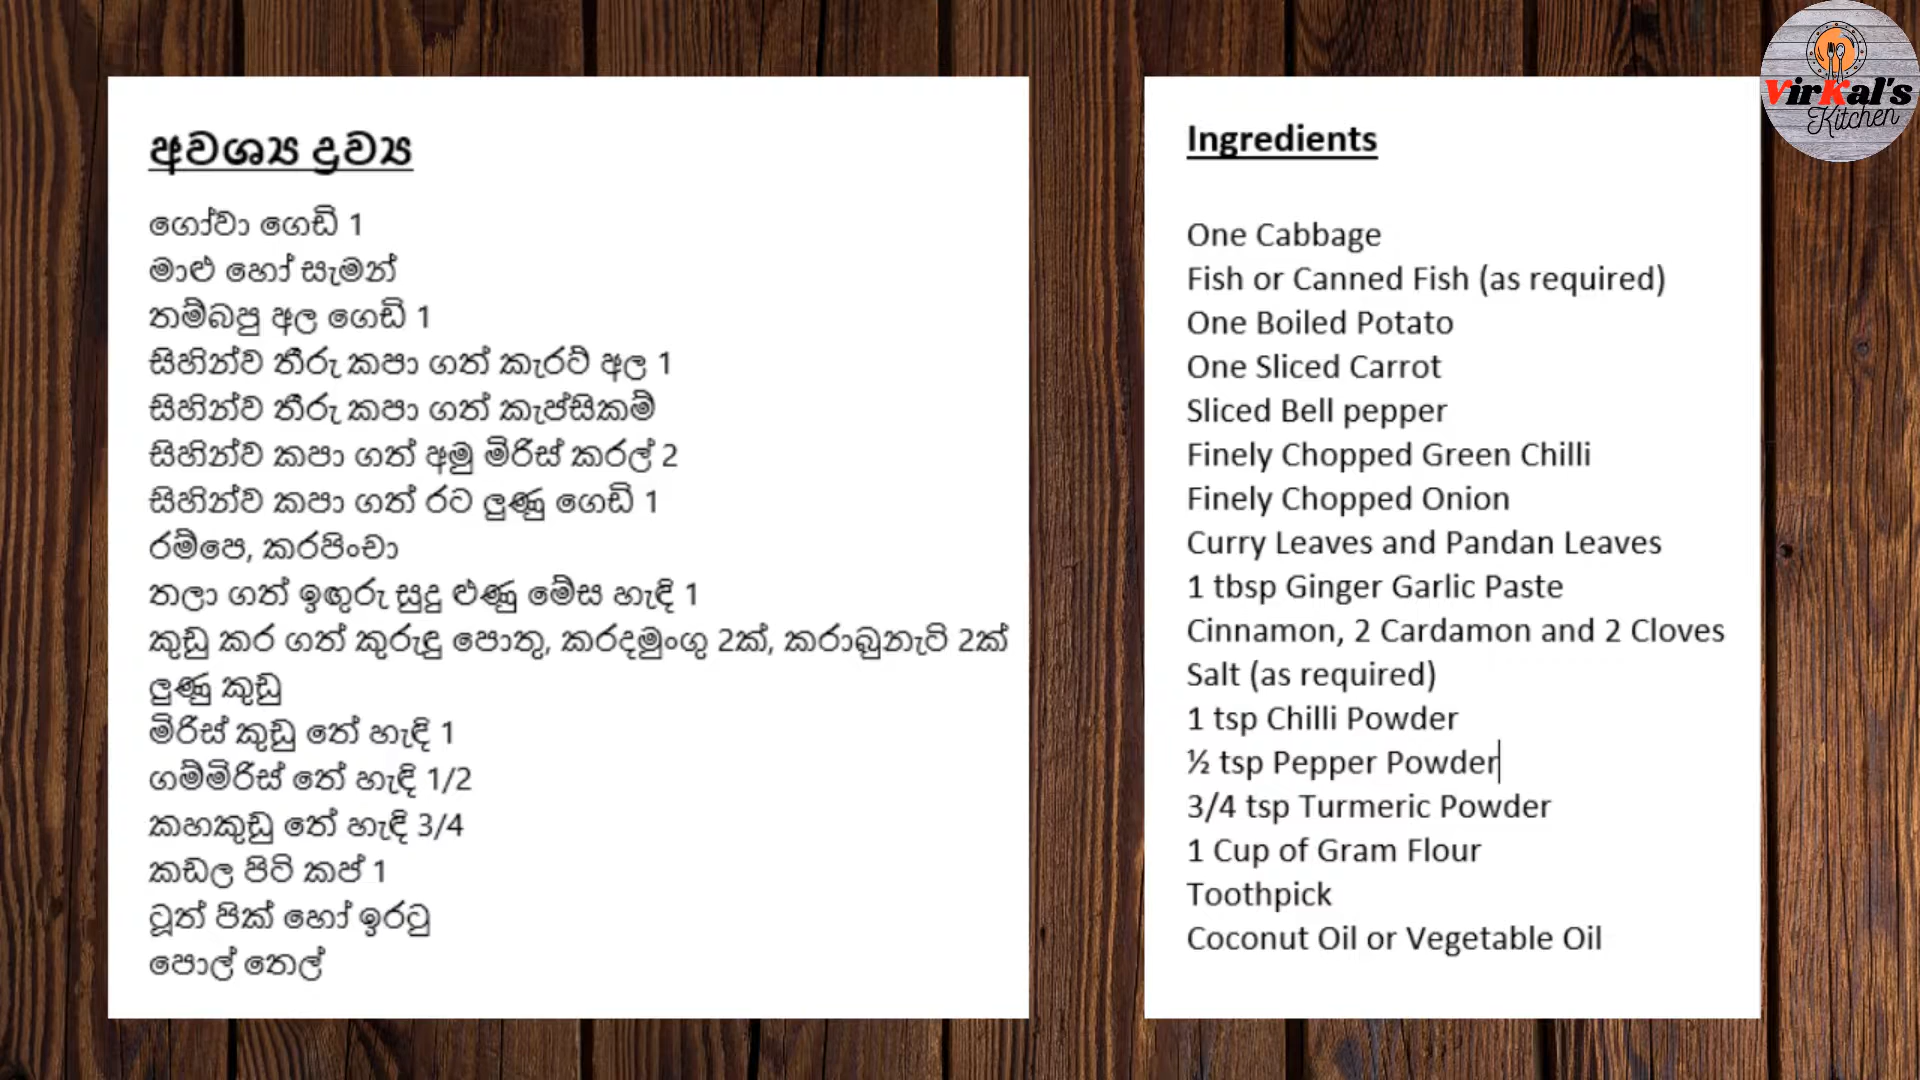 අවශ්‍ය ද්‍රව්‍ය
ගෝවා ගෙඩි 1
මාළු හෝ සැමන්
තම්බපු අල ගෙඩි 1
සිහින්ව තීරු කපා ගත් කැරට් අල 1
සිහින්ව තීරු කපා ගත් කැප්සිකම්
සිහින්ව කපා ගත් අමු මිරිස් කරල් 2
සිහින්ව කපා ගත් රට ලුණු ගෙඩි 1
රම්පෙ, කරපිංචා
තලා ගත් ඉඟුරු සුදු ළුණු මේස හැඳි 1
කුඩු කර ගත් කුරුඳු පොතු, කරදමුංගු 2ක්, කරාබුනැටි 2ක්
ලුණු කුඩු
මිරිස් කුඩු තේ හැඳි 1
ගම්මිරිස් තේ හැඳි 1/2
කහකුඩු තේ හැඳි 3/4
කඩල පිටි කප් 1
ටූත් පික් හෝ ඉරටු
පොල් තෙල්
Ingredients
One Cabbage
Fish or Canned Fish (as required)
One Boiled Potato
One Sliced Carrot
Sliced Bell pepper
Finely Chopped Green Chilli
Finely Chopped Onion
Curry Leaves and Pandan Leaves
1 tbsp Ginger Garlic Paste
Cinnamon, 2 Cardamon and 2 Cloves
Salt (as required)
1 tsp Chilli Powder
½ tsp Pepper Powder
3/4 tsp Turmeric Powder
1 Cup of Gram Flour
Toothpick
Coconut Oil or Vegetable Oil
VirKal's
Kitchen